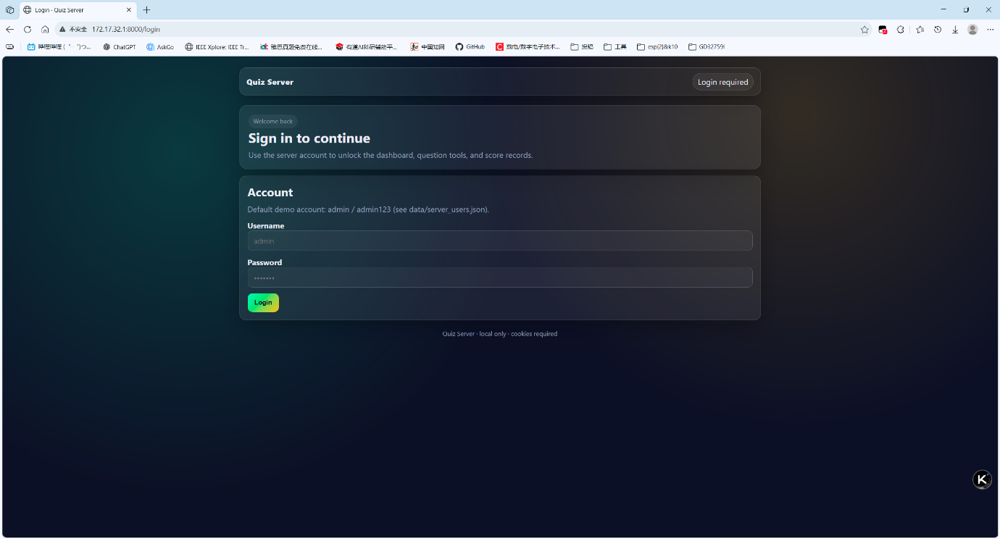 Login · Quiz Server
不安全 172.17.32.1:8000/login
哔哩哔哩 (゜-゜)つ... ChatGPT AskGo IEEE Xplore: IEEE Tr... 雅思真题免费在线... 有道AI科研辅助平... 中国知网 GitHub 数电/数字电子技术... 投稿 工具 esp{2}&k10 GD32759I
Quiz Server
Login required
Welcome back
Sign in to continue
Use the server account to unlock the dashboard, question tools, and score records.
Account
Default demo account: admin / admin123 (see data/server_users.json).
Username
admin
Password
•••••••
Login
Quiz Server · local only · cookies required
K